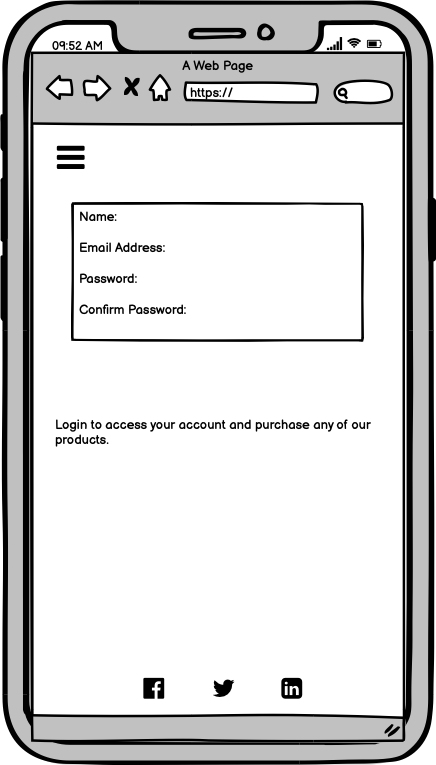 09:52 AM
A Web Page
https://
Name:
Email Address:
Password:
Confirm Password:
Login to access your account and purchase any of our
products.